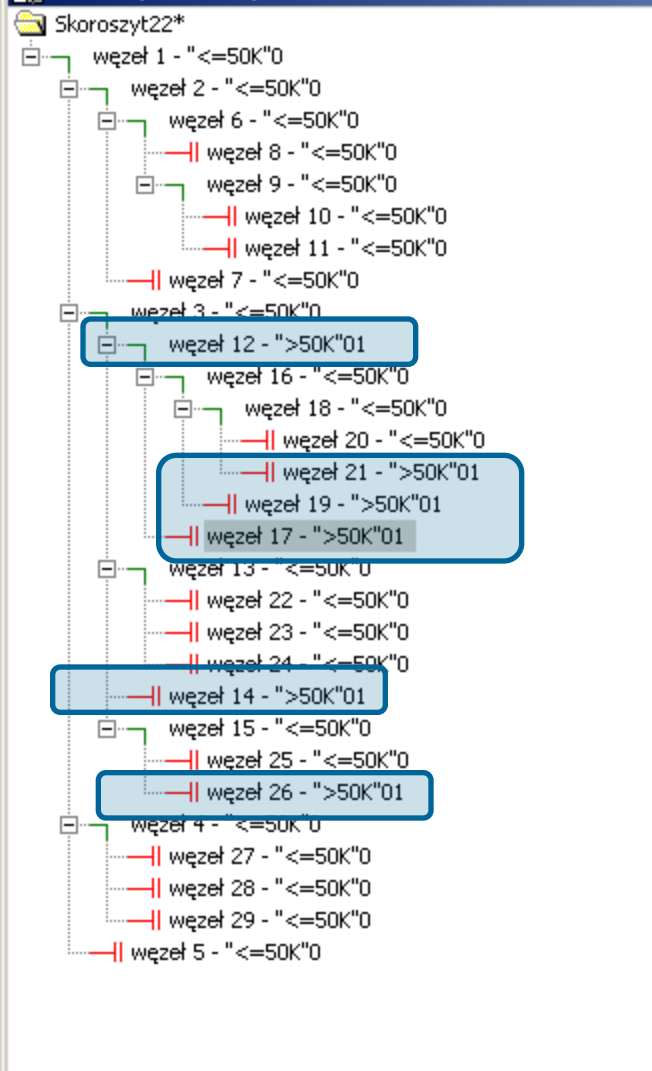 Skoroszyt22*
węzeł 1 - "<=50K"0
węzeł 2 - "<=50K"0
węzeł 6 - "<=50K"0
węzeł 8 - "<=50K"0
węzeł 9 - "<=50K"0
węzeł 10 - "<=50K"0
węzeł 11 - "<=50K"0
węzeł 7 - "<=50K"0
węzeł 3 - "<=50K"0
węzeł 12 - ">50K"01
węzeł 16 - "<=50K"0
węzeł 18 - "<=50K"0
węzeł 20 - "<=50K"0
węzeł 21 - ">50K"01
węzeł 19 - ">50K"01
węzeł 17 - ">50K"01
węzeł 13 - "<=50K"0
węzeł 22 - "<=50K"0
węzeł 23 - "<=50K"0
węzeł 24 - "<=50K"0
węzeł 14 - ">50K"01
węzeł 15 - "<=50K"0
węzeł 25 - "<=50K"0
węzeł 26 - ">50K"01
węzeł 4 - "<=50K"0
węzeł 27 - "<=50K"0
węzeł 28 - "<=50K"0
węzeł 29 - "<=50K"0
węzeł 5 - "<=50K"0